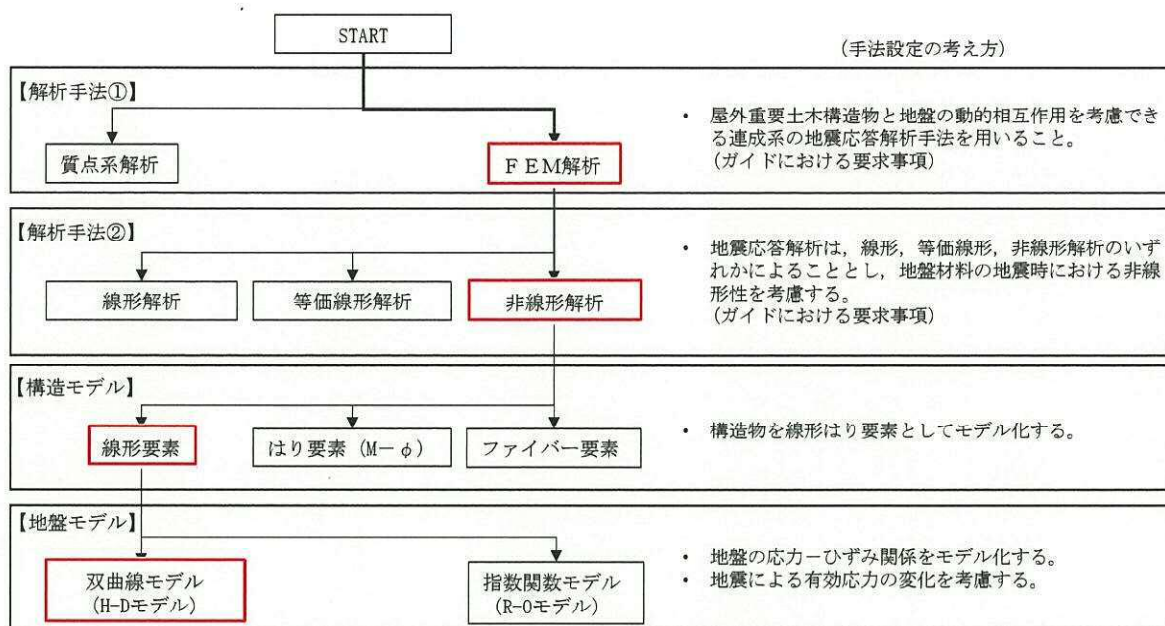 START
(手法設定の考え方)
【解析手法①】
質点系解析
ＦＥＭ解析
・ 屋外重要土木構造物と地盤の動的相互作用を考慮でき
る連成系の地震応答解析手法を用いること。
(ガイドにおける要求事項)
【解析手法②】
線形解析
等価線形解析
非線形解析
・ 地震応答解析は，線形，等価線形，非線形解析のいず
れかによることとし，地盤材料の地震時における非線
形性を考慮する。
(ガイドにおける要求事項)
【構造モデル】
線形要素
はり要素 (M－φ)
ファイバー要素
・ 構造物を線形はり要素としてモデル化する。
【地盤モデル】
双曲線モデル
(H-Dモデル)
指数関数モデル
(R-Oモデル)
・ 地盤の応力－ひずみ関係をモデル化する。
・ 地震による有効応力の変化を考慮する。